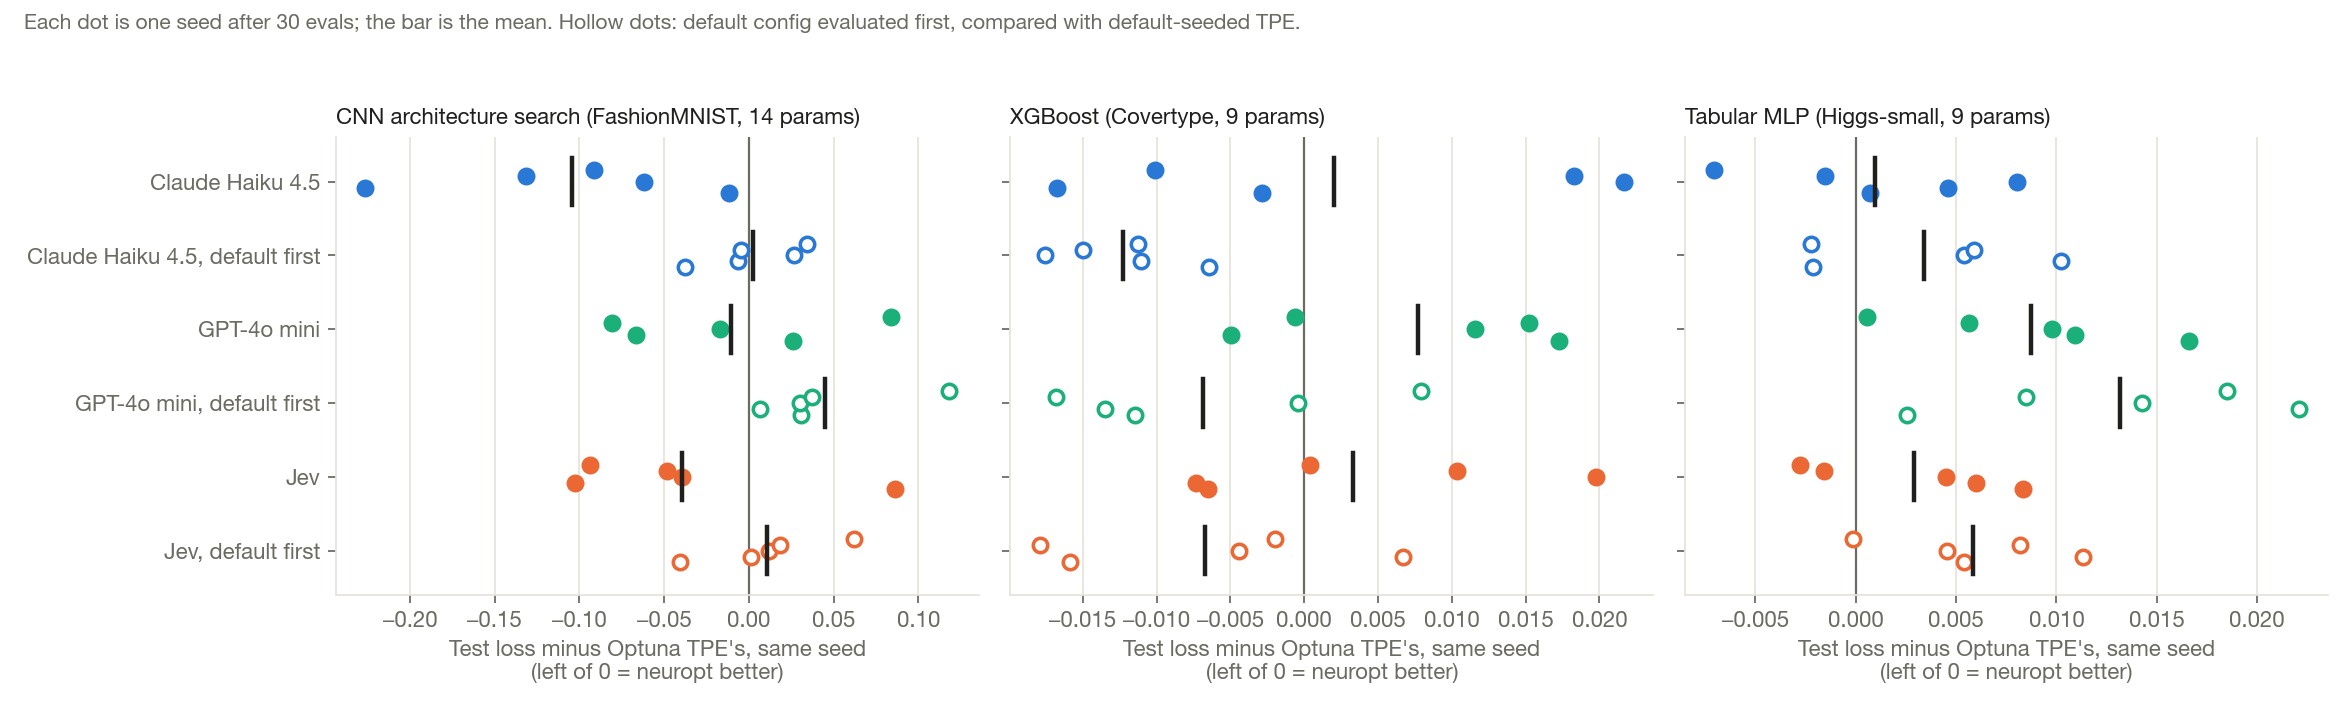 Each dot is one seed after 30 evals; the bar is the mean. Hollow dots: default config evaluated first, compared with default-seeded TPE.
CNN architecture search (FashionMNIST, 14 params)
XGBoost (Covertype, 9 params)
Tabular MLP (Higgs-small, 9 params)
Claude Haiku 4.5
Claude Haiku 4.5, default first
GPT-4o mini
GPT-4o mini, default first
Jev
Jev, default first
−0.20 −0.15 −0.10 −0.05 0.00 0.05 0.10
Test loss minus Optuna TPE's, same seed
(left of 0 = neuropt better)
−0.015 −0.010 −0.005 0.000 0.005 0.010 0.015 0.020
Test loss minus Optuna TPE's, same seed
(left of 0 = neuropt better)
−0.005 0.000 0.005 0.010 0.015 0.020
Test loss minus Optuna TPE's, same seed
(left of 0 = neuropt better)